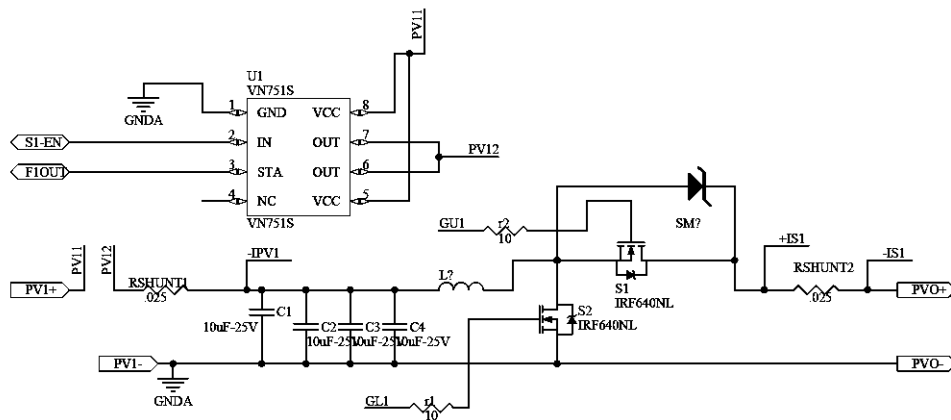 PV11
U1
VN751S
GNDA
1 GND VCC 8
S1-EN 2 IN OUT 7
PV12
F1OUT 3 STA OUT 6
4 NC VCC 5
VN751S
SM?
GU1 r2
10
+IS1
-IS1
PV11
PV12
-IPV1
L?
S1
IRF640NL
RSHUNT2
.025
PV1+
RSHUNT1
.025
PVO+
C1
10uF-25V
C2
10uF-25V
C3
10uF-25V
C4
10uF-25V
S2
IRF640NL
PV1-
PVO-
GNDA
GL1 r1
10